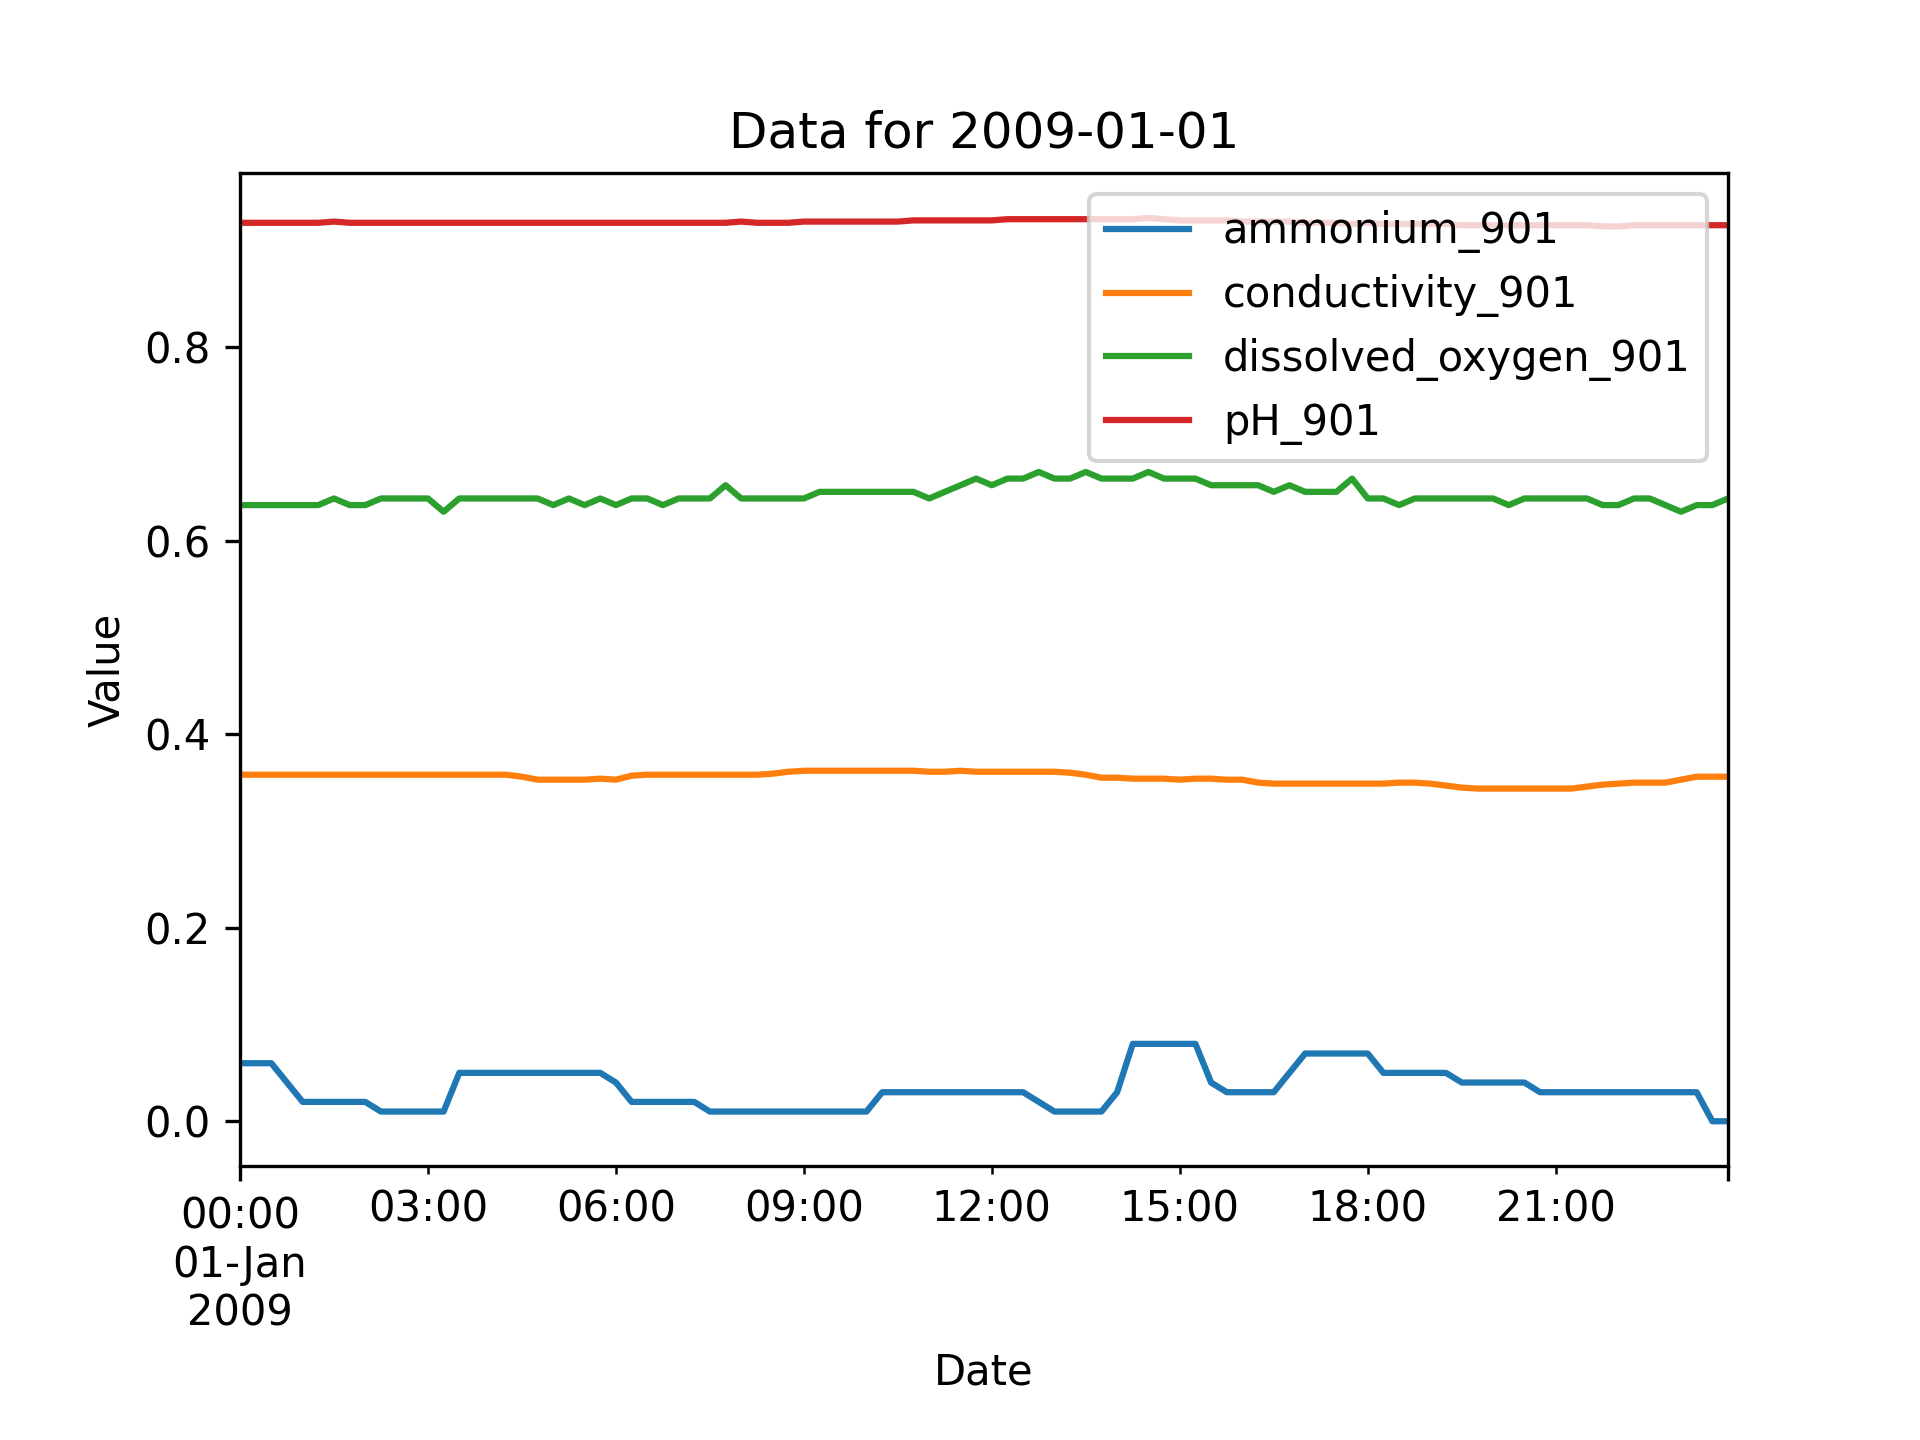 Data for 2009-01-01
ammonium_901
conductivity_901
dissolved_oxygen_901
pH_901
0.8
0.6
0.4
0.2
0.0
Value
00:00 03:00 06:00 09:00 12:00 15:00 18:00 21:00
01-Jan
2009
Date